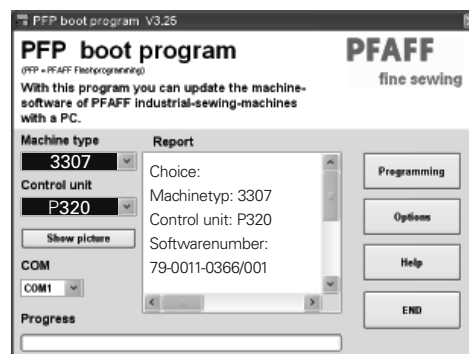 PFP boot program V3.25
PFP boot program
(PFP = PFAFF Flashprogramming)
With this program you can update the machine-
software of PFAFF industrial-sewing-machines
with a PC.
PFAFF
fine sewing
Machine type
3307
Control unit
P320
Show picture
COM
COM1
Progress
Report
Choice:
Machinetyp: 3307
Control unit: P320
Softwarenumber:
79-0011-0366/001
Programming
Options
Help
END